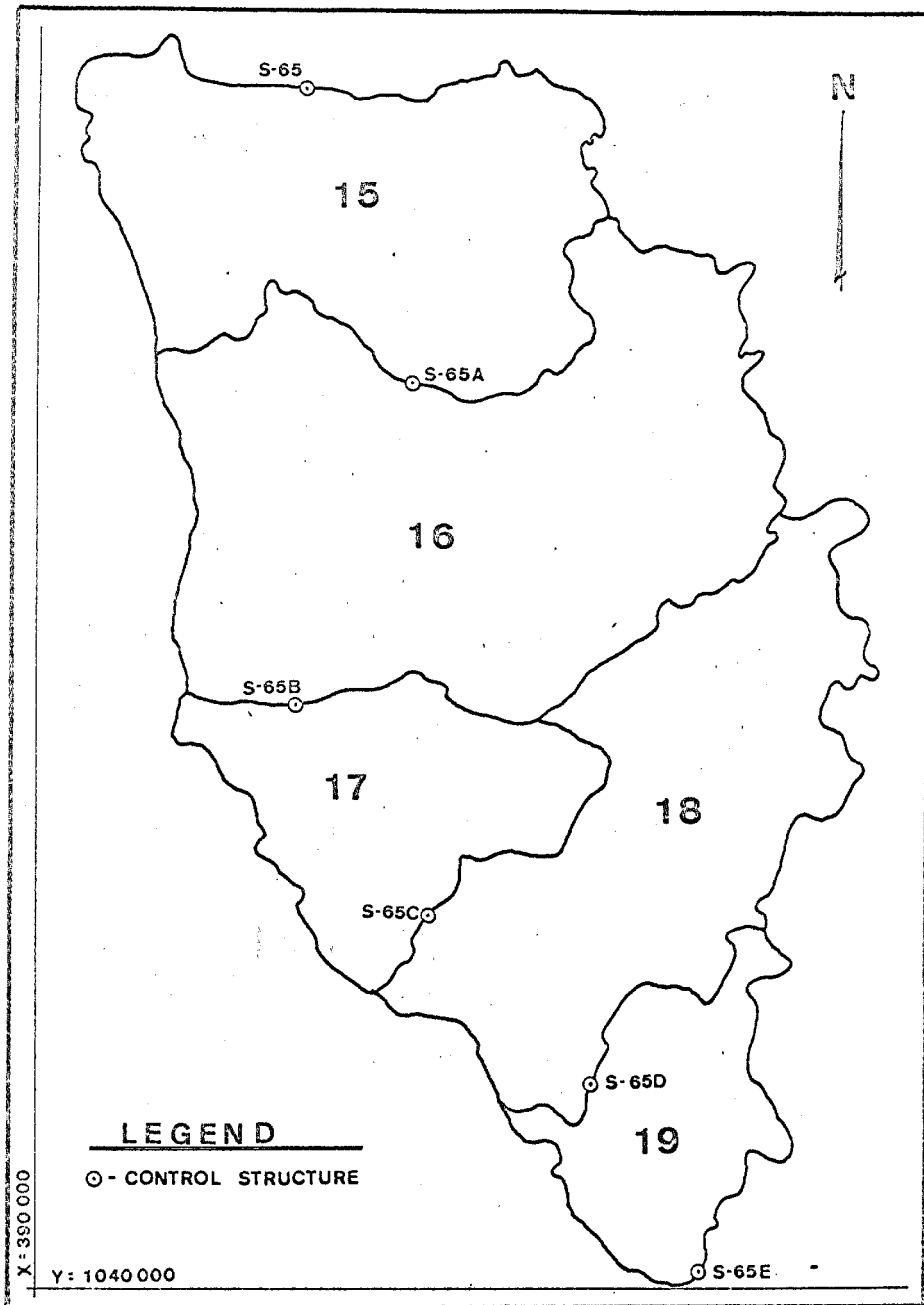 S-65
N
15
S-65A
16
S-65B
17
18
S-65C
S-65D
19
LEGEND
⊙ - CONTROL STRUCTURE
X = 390 000
Y: 1040 000
S-65E